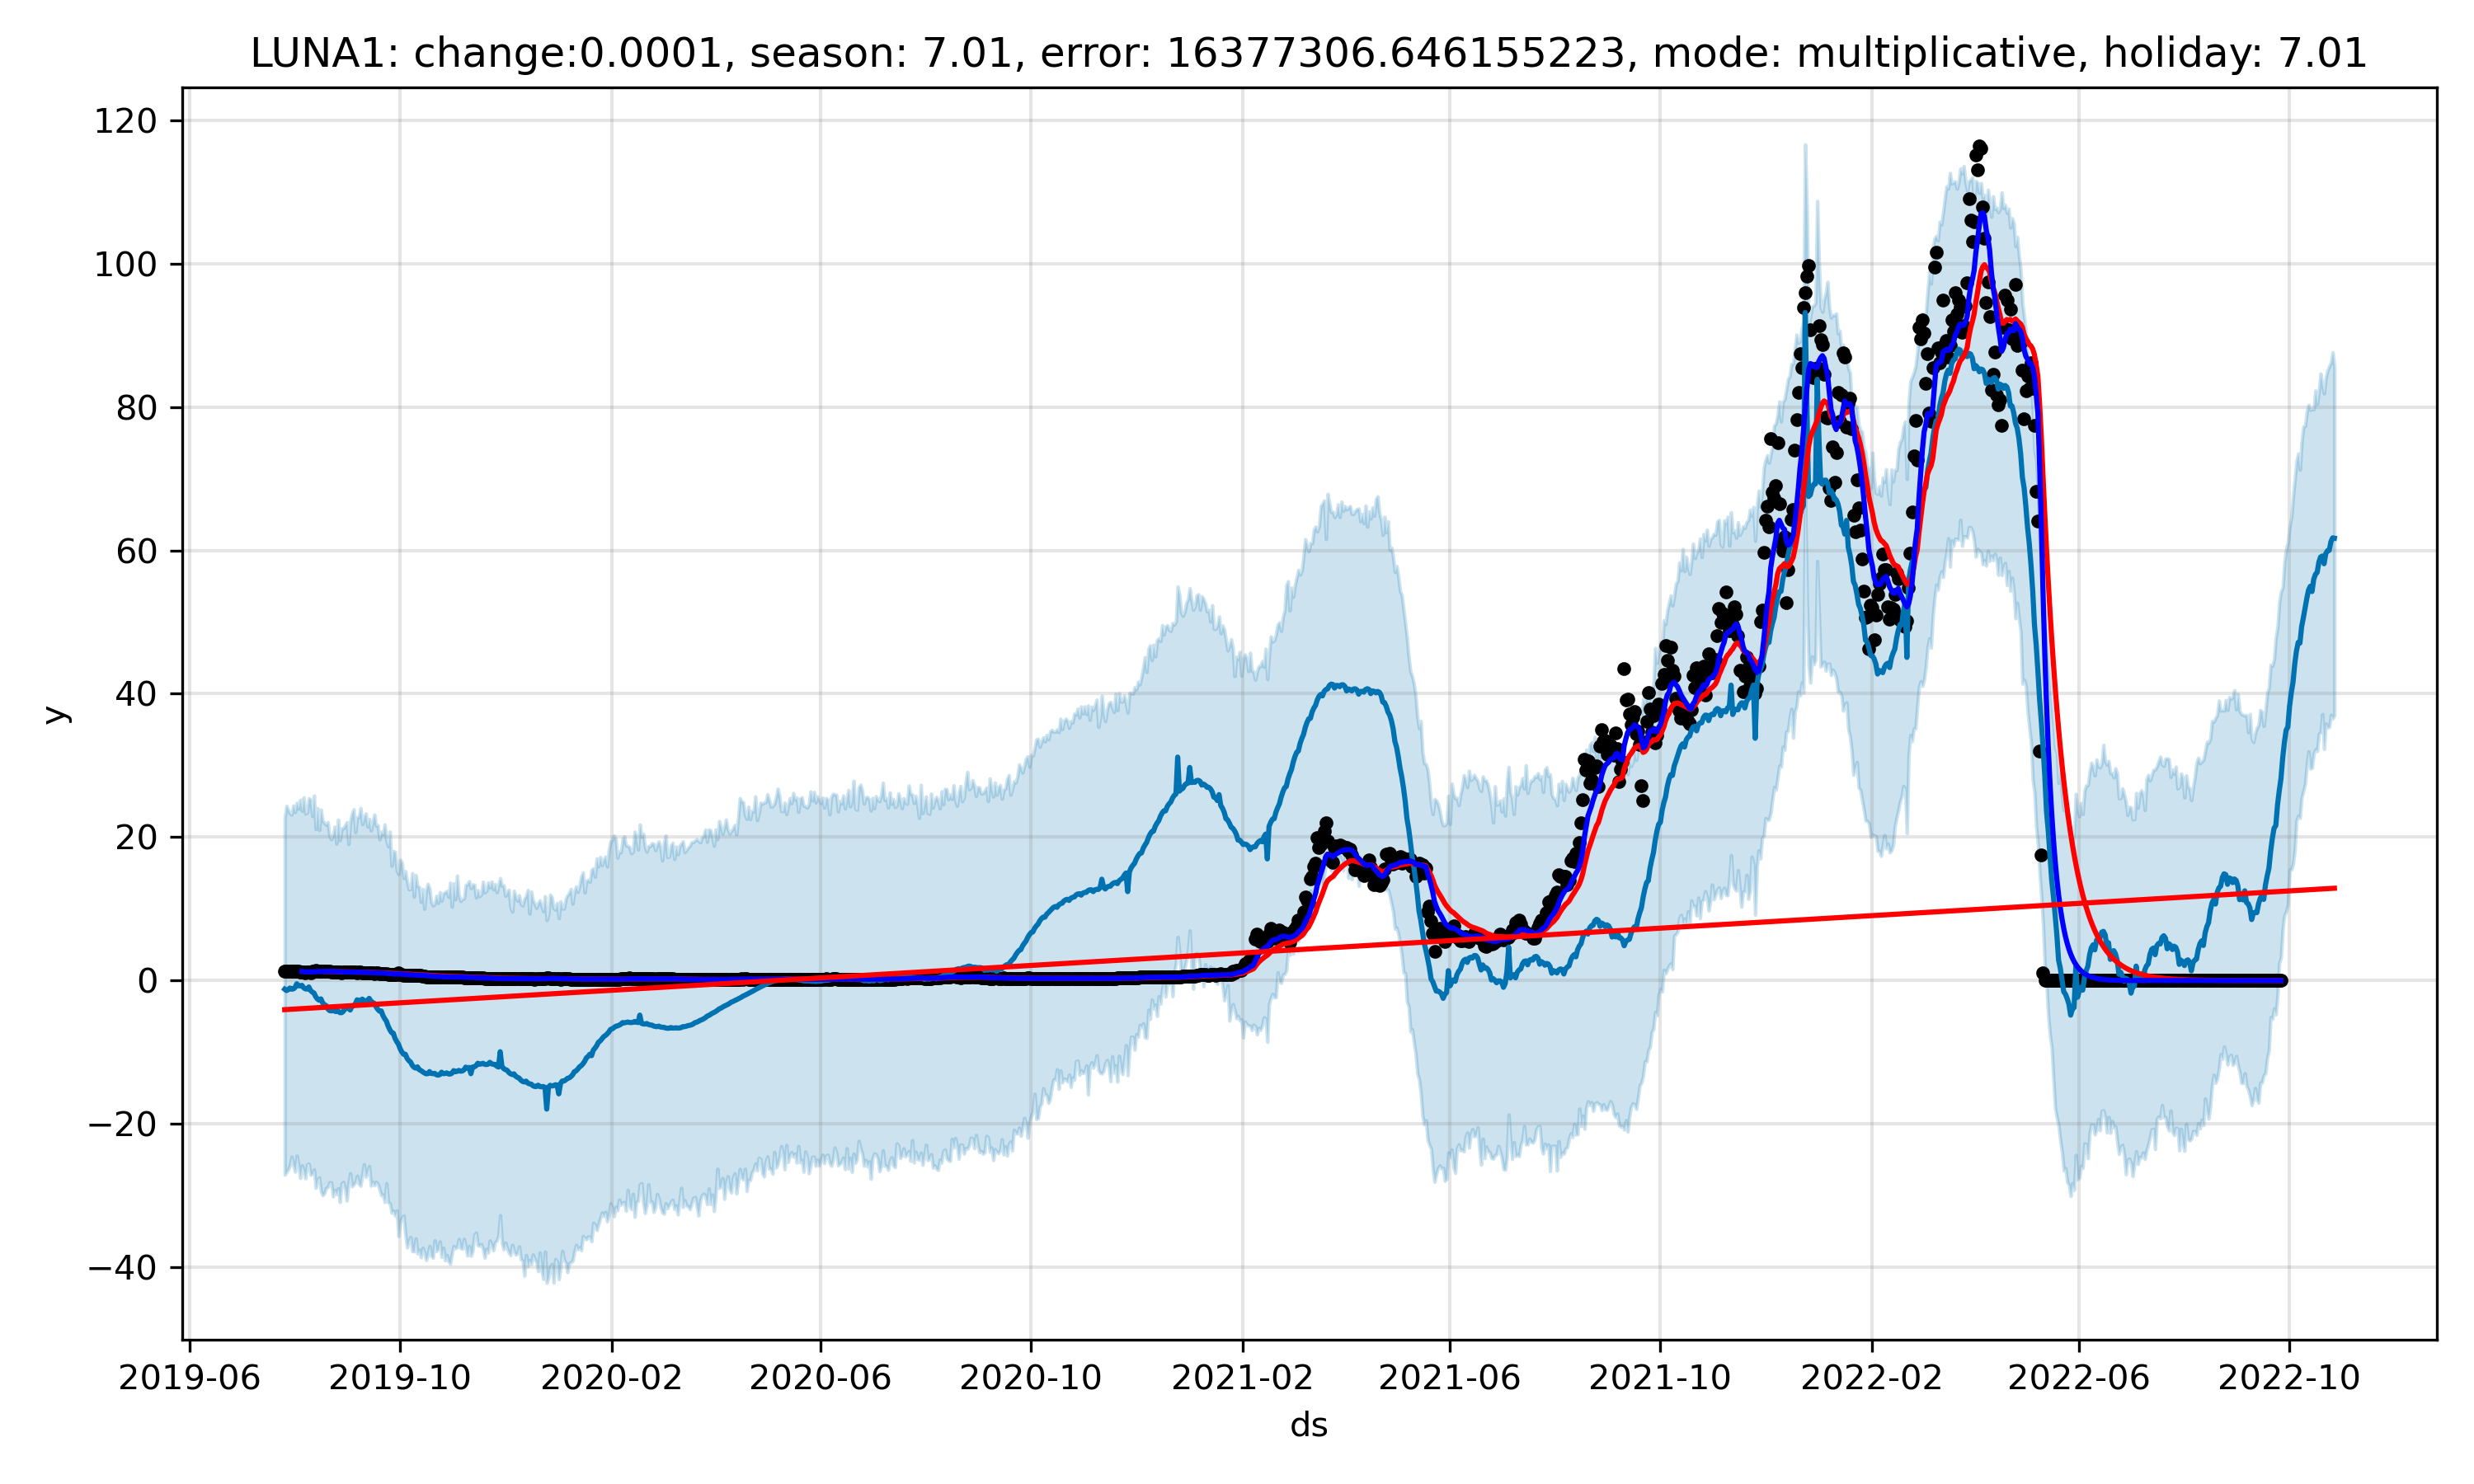 LUNA1: change:0.0001, season: 7.01, error: 16377306.646155223, mode: multiplicative, holiday: 7.01
120
100
80
60
40
20
0
−20
−40
y
2019-06 2019-10 2020-02 2020-06 2020-10 2021-02 2021-06 2021-10 2022-02 2022-06 2022-10
ds